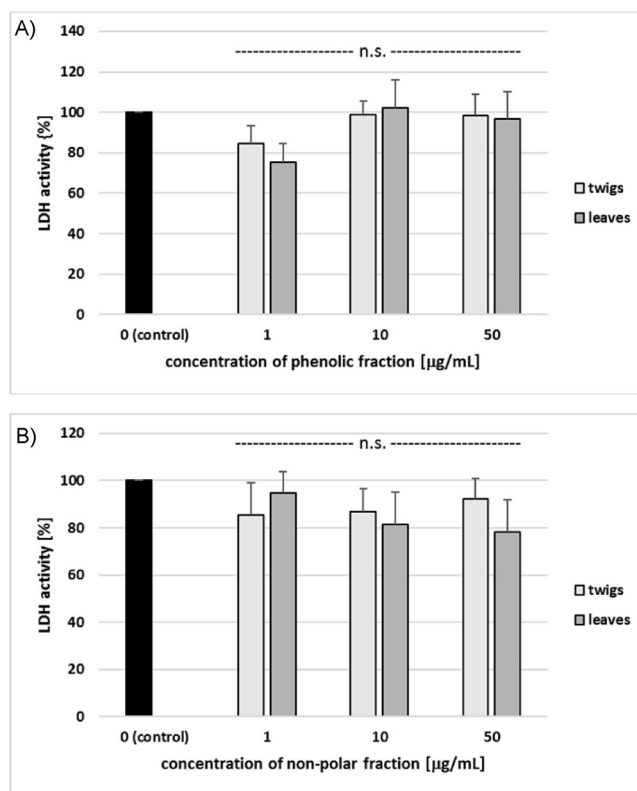 A)
140
120
100
80
60
40
20
0
LDH activity {%]
n.s.
0 (control) 1 10 50
concentration of phenolic fraction [µg/mL]
twigs
leaves
B)
120
100
80
60
40
20
0
LDH activity [%]
n.s.
0 (control) 1 10 50
concentration of non-polar fraction [µg/mL]
twigs
leaves